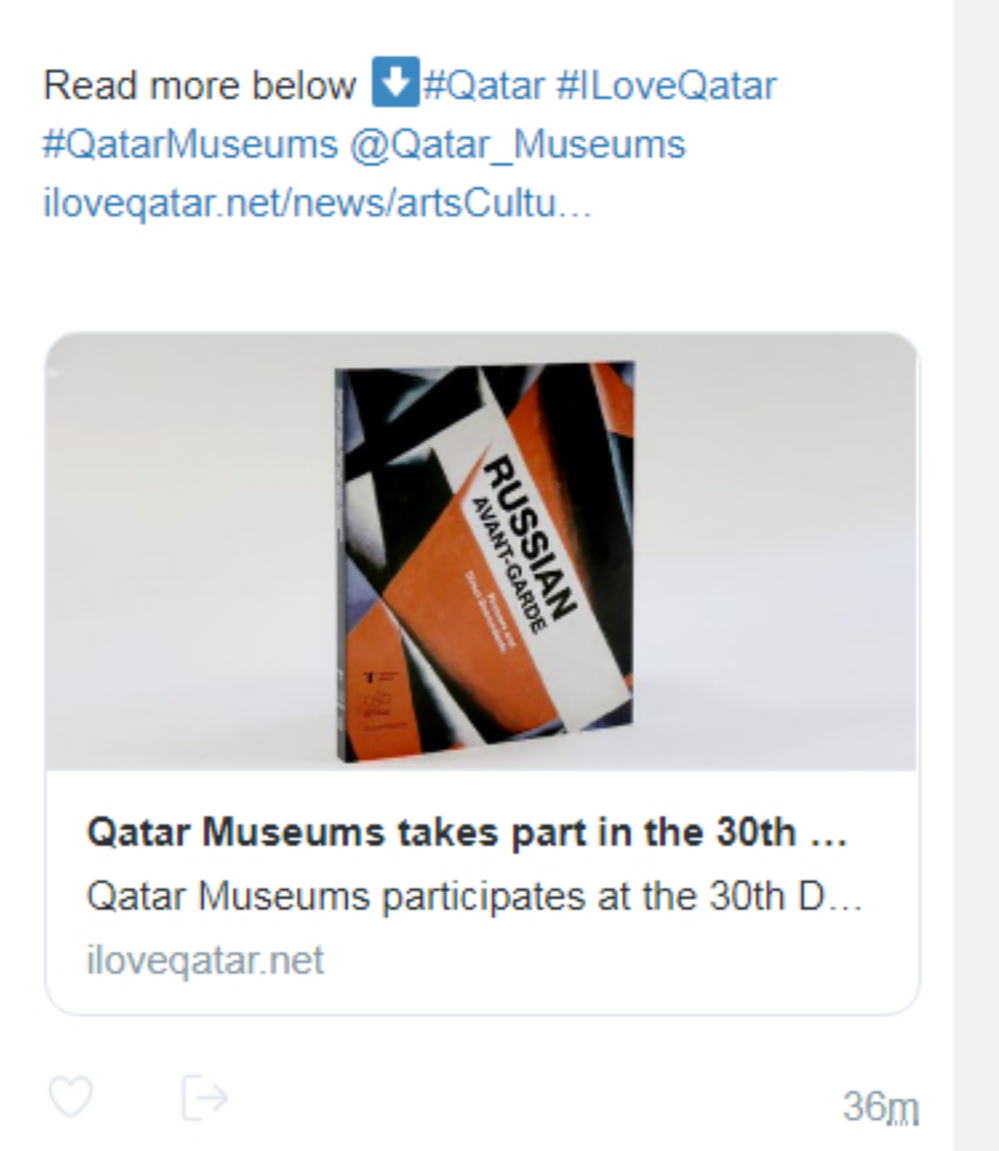 Read more below ⬇️#Qatar #ILoveQatar
#QatarMuseums @Qatar_Museums
iloveqatar.net/news/artsCultu…
RUSSIAN
AVANT-GARDE
Qatar Museums takes part in the 30th …
Qatar Museums participates at the 30th D…
iloveqatar.net
36m